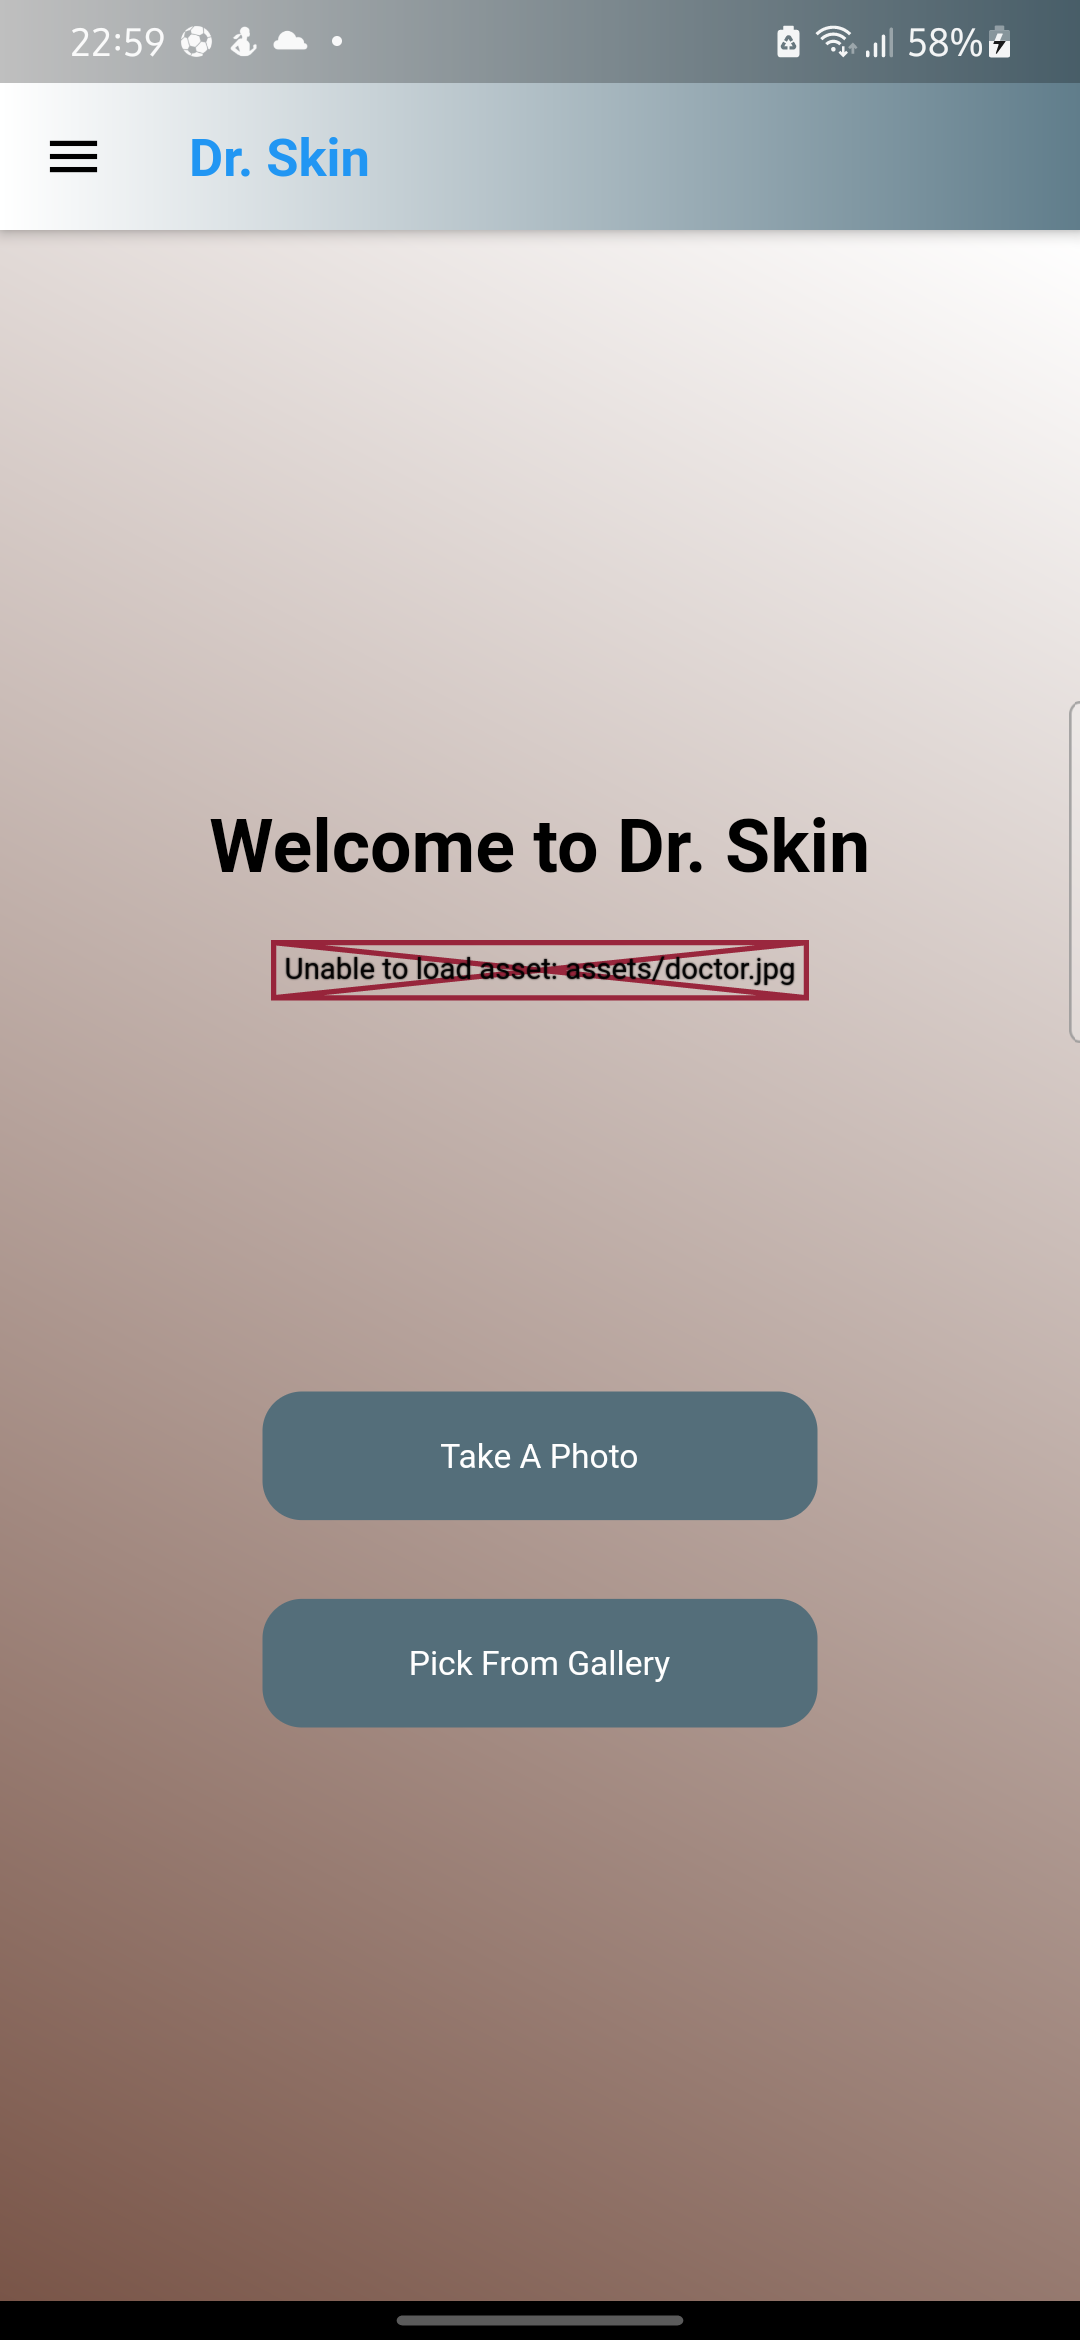 22:59 58%
Dr. Skin
Welcome to Dr. Skin
Unable to load asset: assets/doctor.jpg
Take A Photo
Pick From Gallery